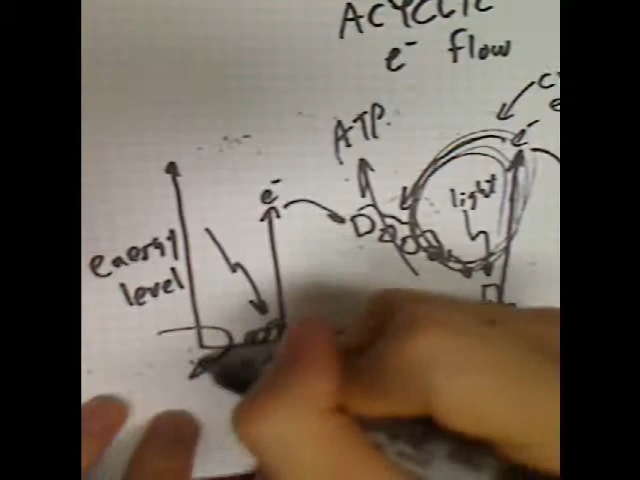 ACYCLIC
e⁻ flow
ATP
e⁻
e⁻
light
energy
level